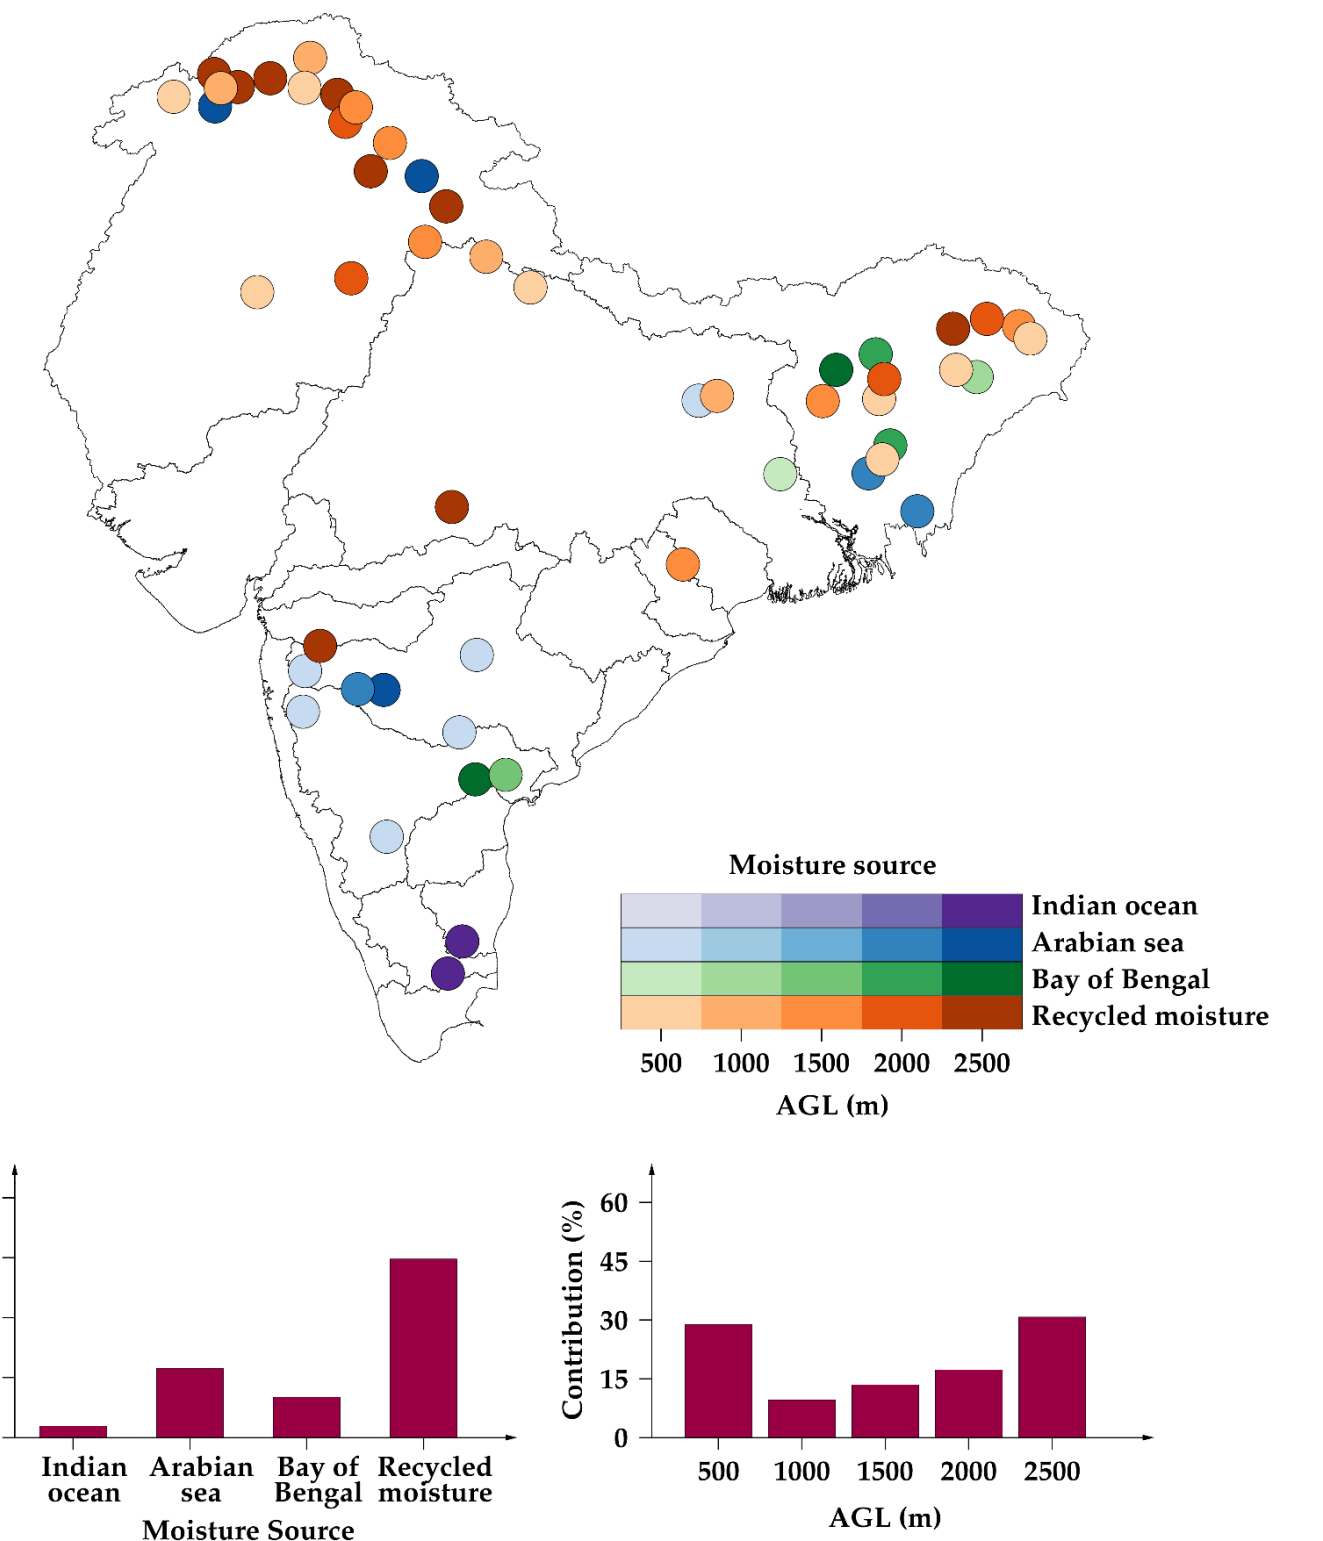 Moisture source
Indian ocean
Arabian sea
Bay of Bengal
Recycled moisture
500 1000 1500 2000 2500
AGL (m)
Indian ocean
Arabian sea
Bay of Bengal
Recycled moisture
Moisture Source
Contribution (%)
60
45
30
15
0
500 1000 1500 2000 2500
AGL (m)